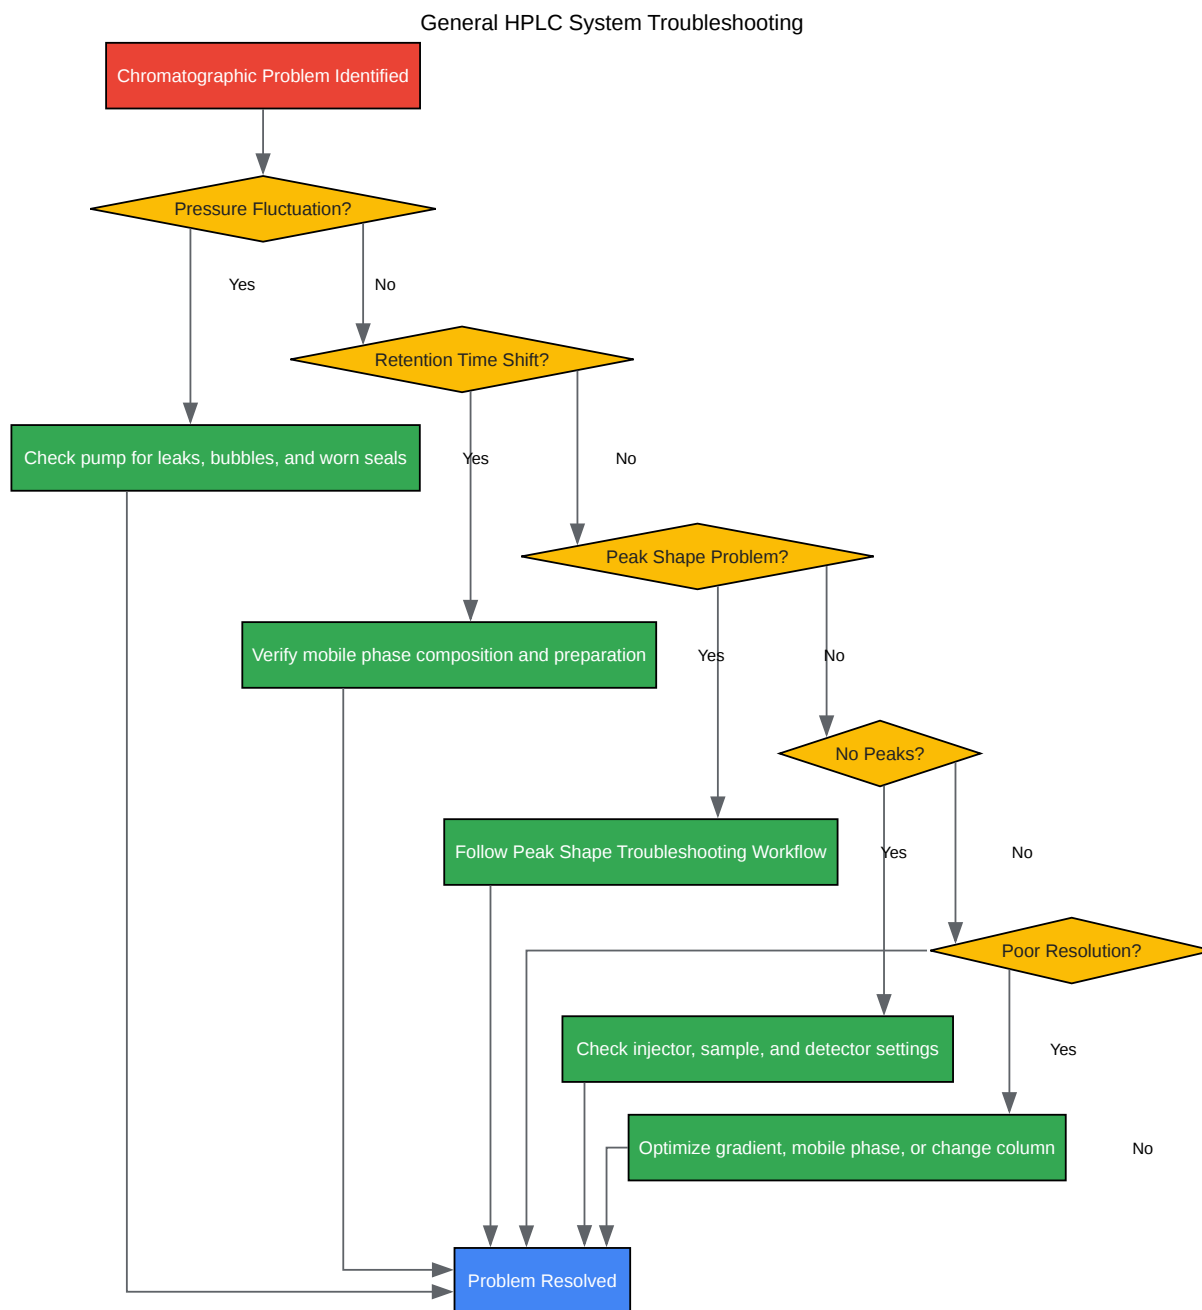 General HPLC System Troubleshooting
Chromatographic Problem Identified
Pressure Fluctuation?
Yes
No
Retention Time Shift?
Check pump for leaks, bubbles, and worn seals
Yes
No
Peak Shape Problem?
Verify mobile phase composition and preparation
Yes
No
No Peaks?
Follow Peak Shape Troubleshooting Workflow
Yes
No
Poor Resolution?
Check injector, sample, and detector settings
Yes
Optimize gradient, mobile phase, or change column
No
Problem Resolved